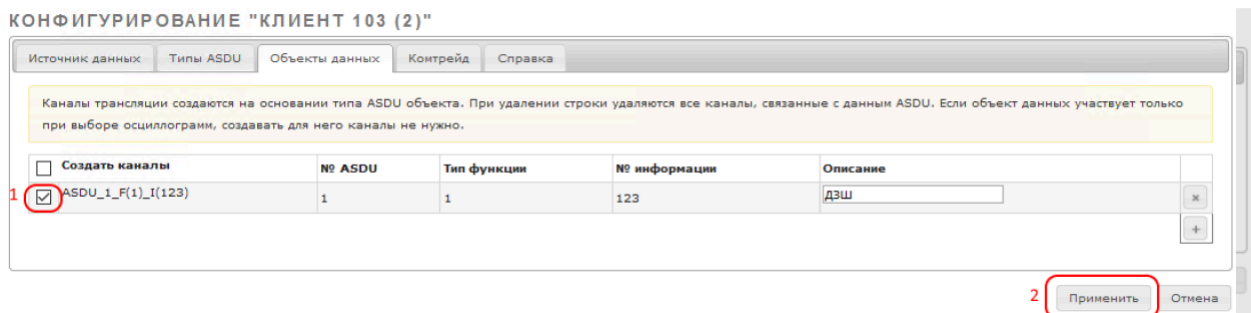 КОНФИГУРИРОВАНИЕ "КЛИЕНТ 103 (2)"
Источник данных Типы ASDU Объекты данных Контрейд Справка
Каналы трансляции создаются на основании типа ASDU объекта. При удалении строки удаляются все каналы, связанные с данным ASDU. Если объект данных участвует только
при выборе осциллограмм, создавать для него каналы не нужно.
Создать каналы № ASDU Тип функции № информации Описание
1 ASDU_1_F(1)_I(123) 1 1 123 ДЗШ ×
+
2 Применить Отмена